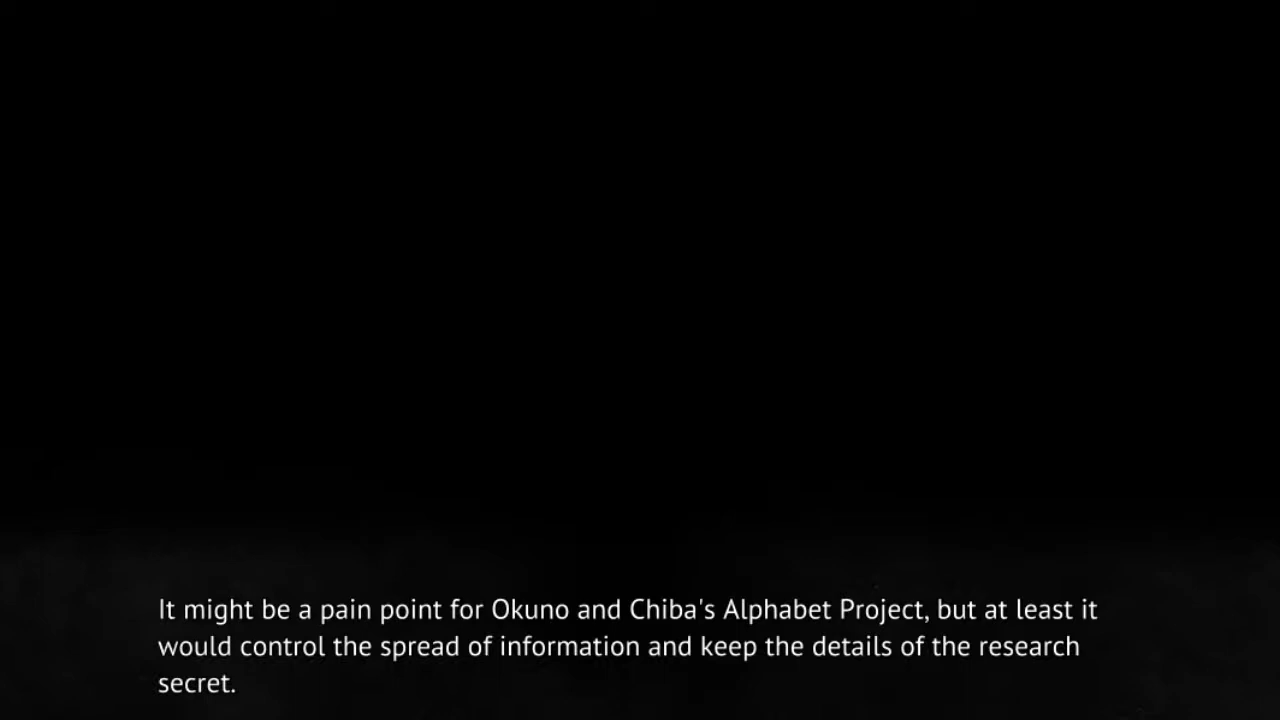 It might be a pain point for Okuno and Chiba's Alphabet Project, but at least it
would control the spread of information and keep the details of the research
secret.